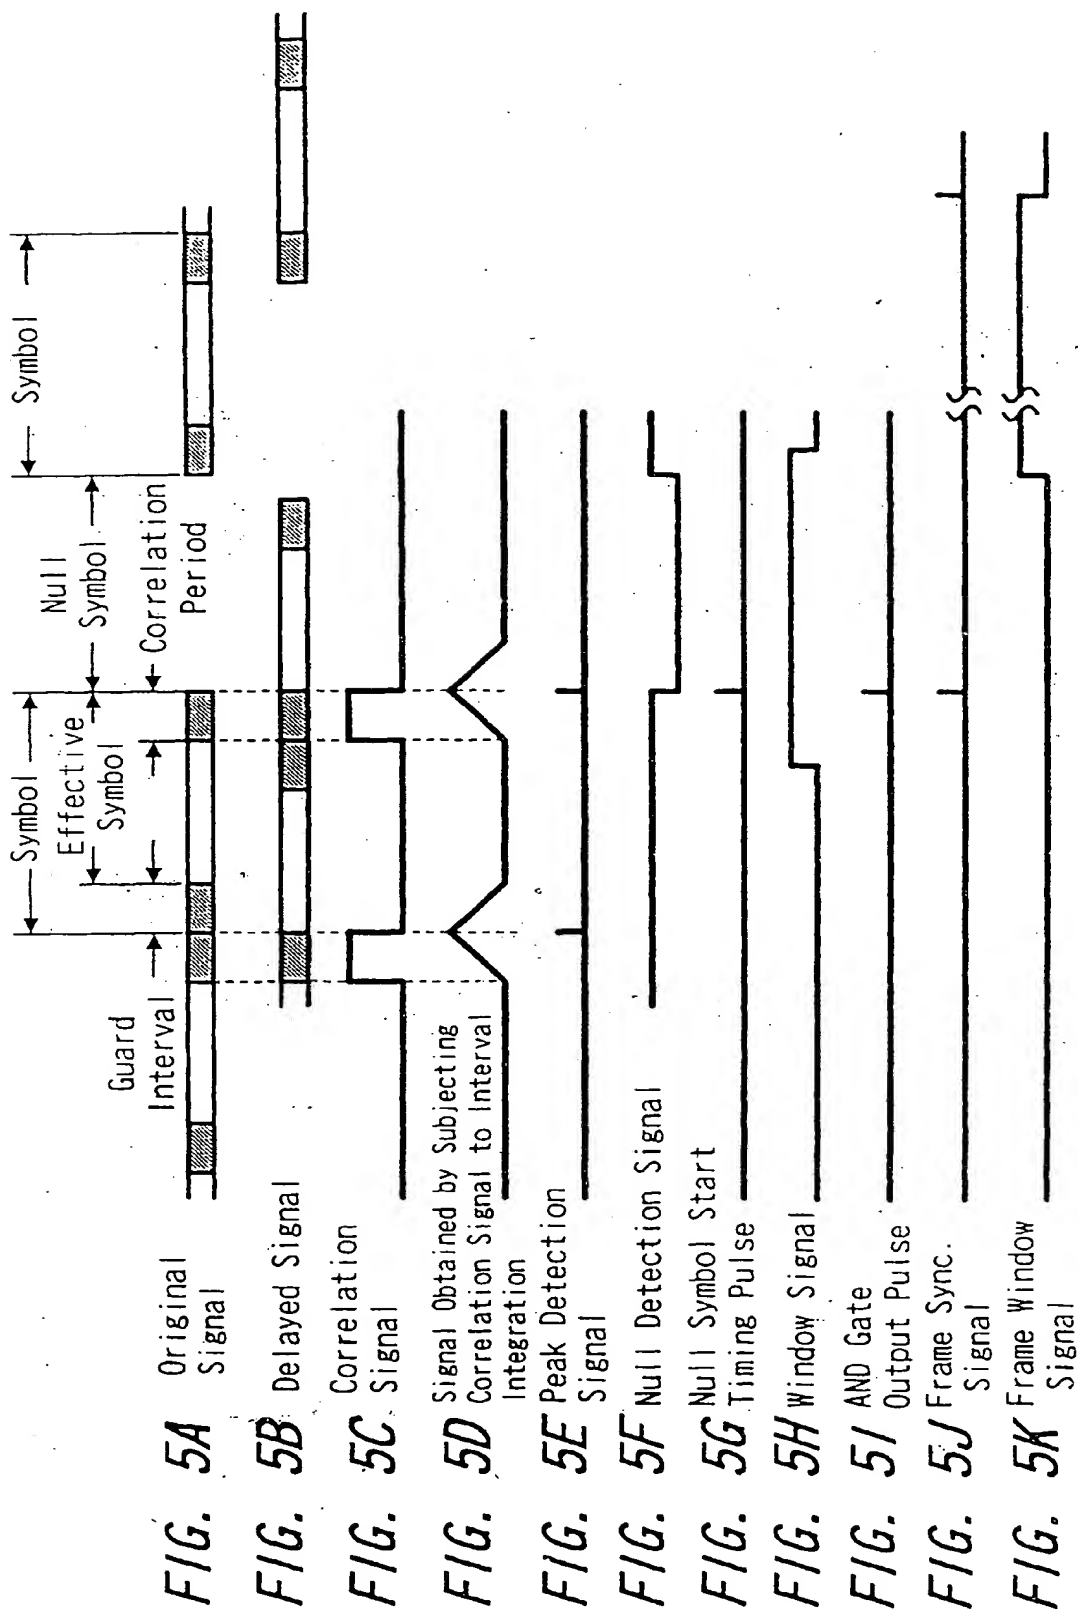 Symbol
Symbol
Null
Symbol
Effective
Symbol
Correlation
Period
Guard
Interval
FIG. 5A Original
Signal
FIG. 5B Delayed Signal
FIG. 5C Correlation
Signal
FIG. 5D Signal Obtained by Subjecting
Correlation Signal to Interval
Integration
FIG. 5E Peak Detection
Signal
FIG. 5F Null Detection Signal
FIG. 5G Null Symbol Start
Timing Pulse
FIG. 5H Window Signal
FIG. 5I AND Gate
Output Pulse
FIG. 5J Frame Sync.
Signal
FIG. 5K Frame Window
Signal